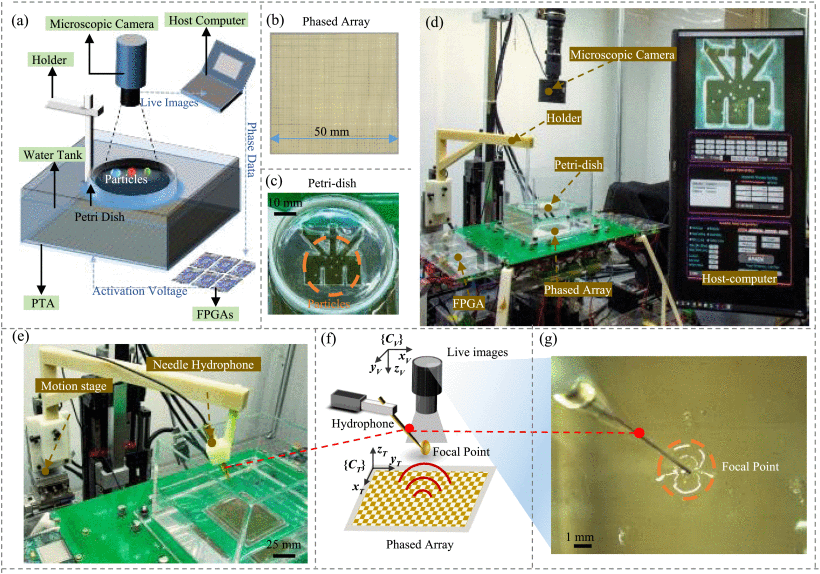 (a)
Microscopic Camera
Host Computer
Holder
Live Images
Phase Data
Water Tank
Particles
Petri Dish
Activation Voltage
PTA
FPGAs
(b)
Phased Array
50 mm
(c)
Petri-dish
10 mm
Particles
(d)
Microscopic Camera
Holder
Petri-dish
Host-computer
FPGA
Phased Array
(e)
Needle Hydrophone
Motion stage
25 mm
(f)
{C_V}
x_V
y_V
z_V
Live images
Hydrophone
Focal Point
z_T
{C_T}
y_T
x_T
Phased Array
(g)
Focal Point
1 mm